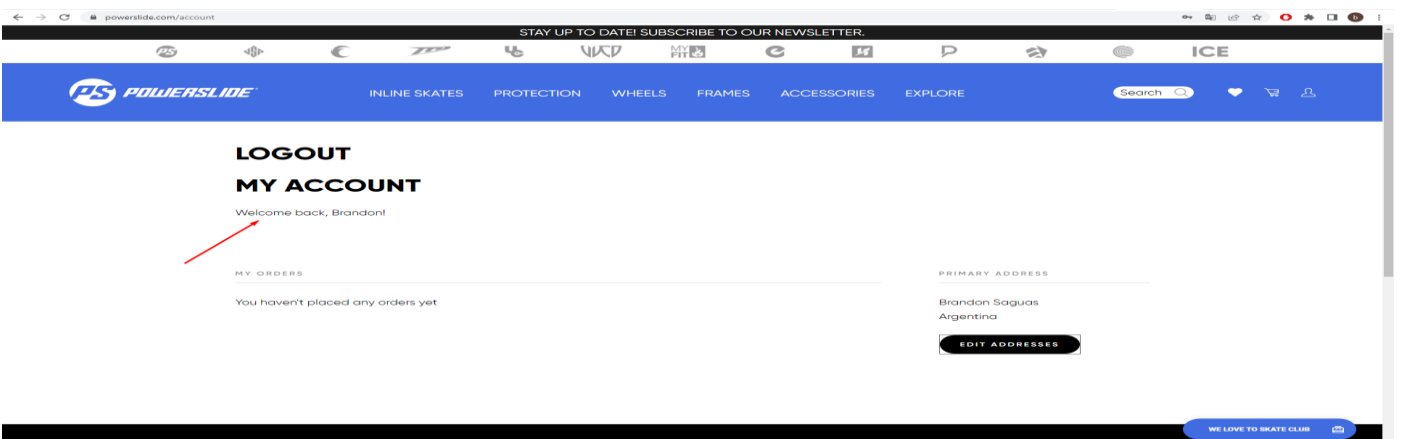 powerslide.com/account
STAY UP TO DATE! SUBSCRIBE TO OUR NEWSLETTER.
ICE
PS POWERSLIDE INLINE SKATES PROTECTION WHEELS FRAMES ACCESSORIES EXPLORE Search
LOGOUT
MY ACCOUNT
Welcome back, Brandon!
MY ORDERS PRIMARY ADDRESS
You haven't placed any orders yet Brandon Saguas
Argentina
EDIT ADDRESSES
WE LOVE TO SKATE CLUB